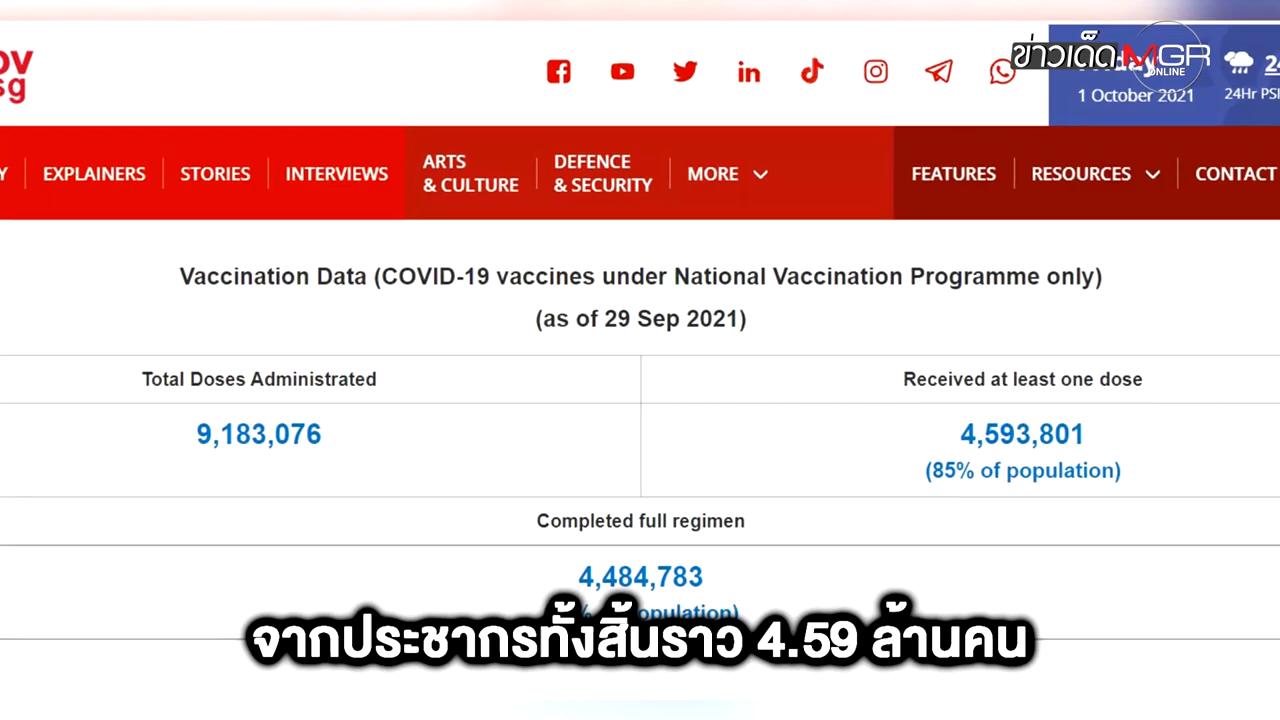 ข่าวเด็ด MGR
ONLINE
24Hr PSI
1 October 2021
EXPLAINERS
STORIES
INTERVIEWS
ARTS
& CULTURE
DEFENCE
& SECURITY
MORE
FEATURES
RESOURCES
CONTACT
Vaccination Data (COVID-19 vaccines under National Vaccination Programme only)
(as of 29 Sep 2021)
Total Doses Administrated
Received at least one dose
9,183,076
4,593,801
(85% of population)
Completed full regimen
4,484,783
จากประชากรทั้งสิ้นราว 4.59 ล้านคน